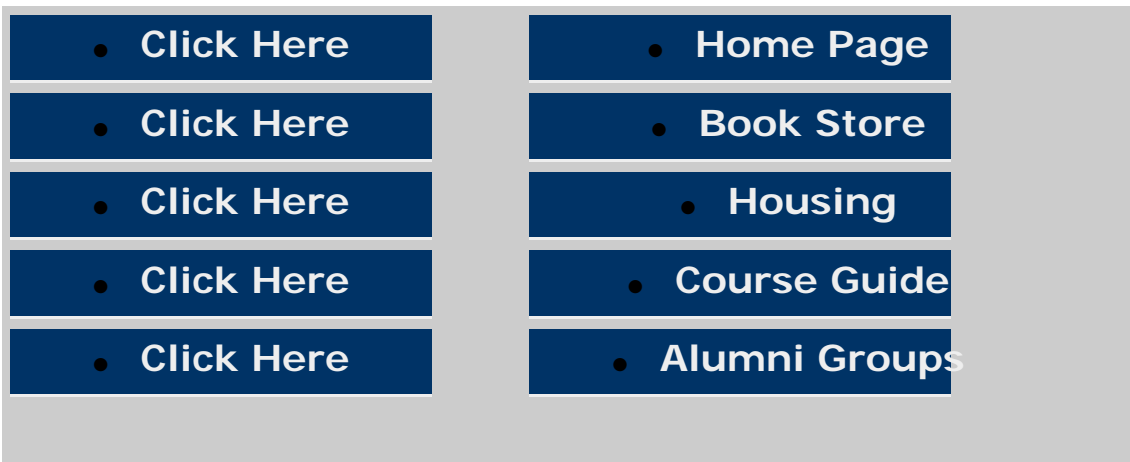 Click Here
Click Here
Click Here
Click Here
Click Here
Home Page
Book Store
Housing
Course Guide
Alumni Groups